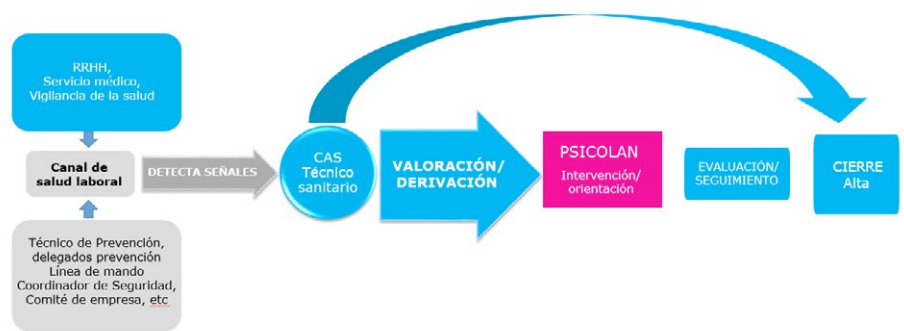 RRHH,
Servicio médico,
Vigilancia de la salud
Canal de
salud laboral
DETECTA SEÑALES
CAS
Técnico
sanitario
VALORACIÓN/
DERIVACIÓN
PSICOLAN
Intervención/
orientación
EVALUACIÓN/
SEGUIMIENTO
CIERRE
Alta
Técnico de Prevención,
delegados prevención
Línea de mando
Coordinador de Seguridad,
Comité de empresa, etc